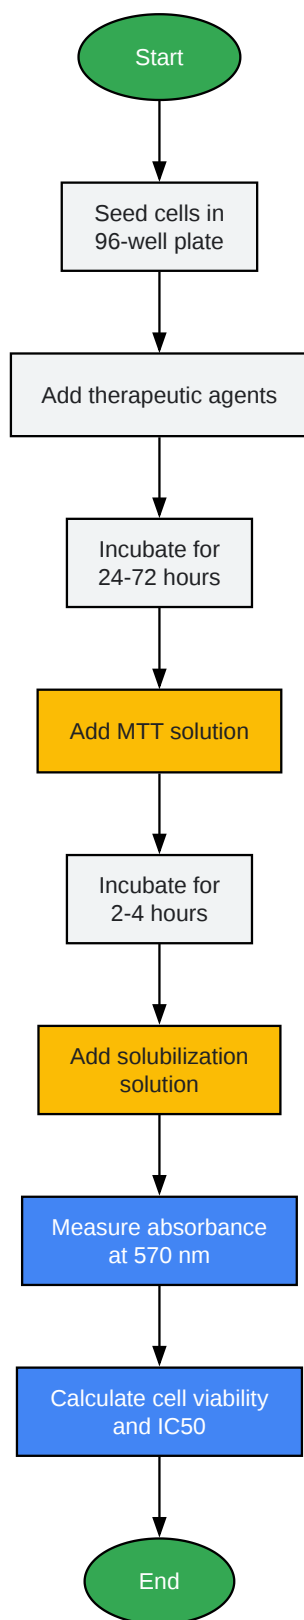 Start
Seed cells in
96-well plate
Add therapeutic agents
Incubate for
24-72 hours
Add MTT solution
Incubate for
2-4 hours
Add solubilization
solution
Measure absorbance
at 570 nm
Calculate cell viability
and IC50
End